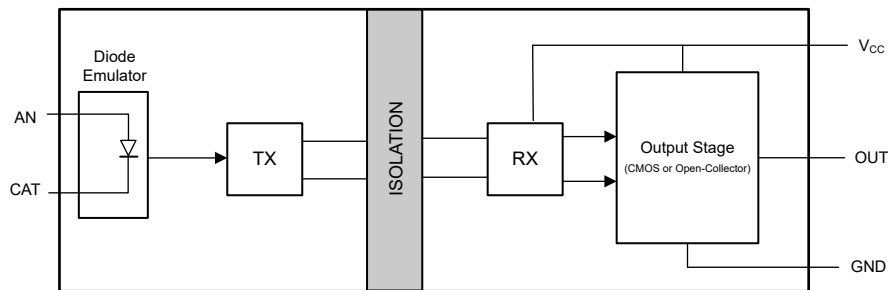 Diode
Emulator
AN
CAT
TX
ISOLATION
RX
Output Stage
(CMOS or Open-Collector)
VCC
OUT
GND